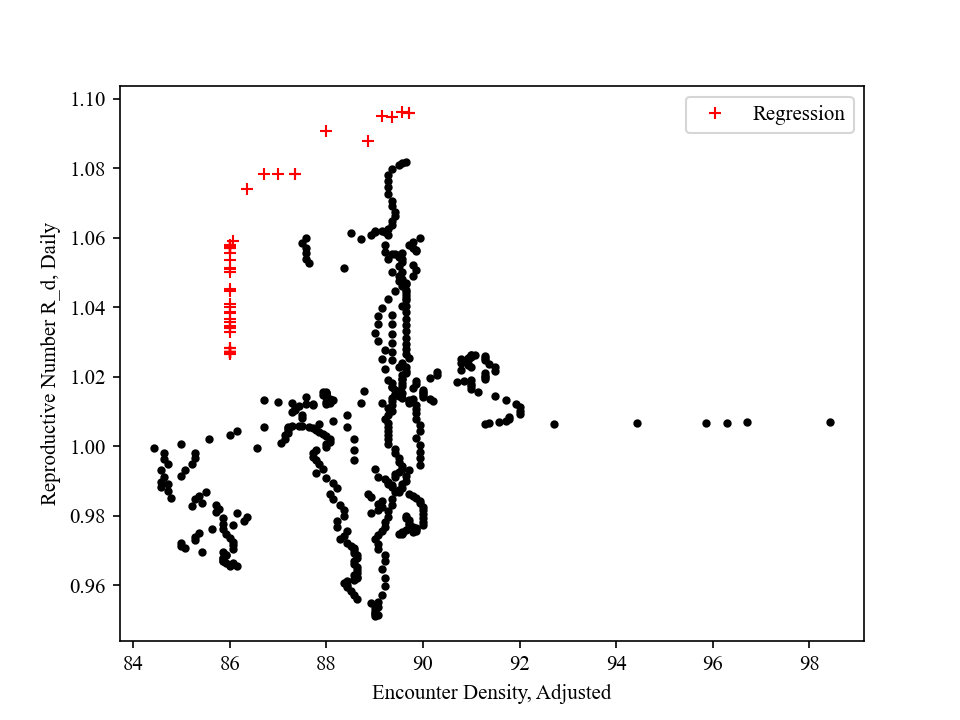 Regression
1.10
1.08
1.06
1.04
1.02
1.00
0.98
0.96
Reproductive Number R_d, Daily
84 86 88 90 92 94 96 98
Encounter Density, Adjusted